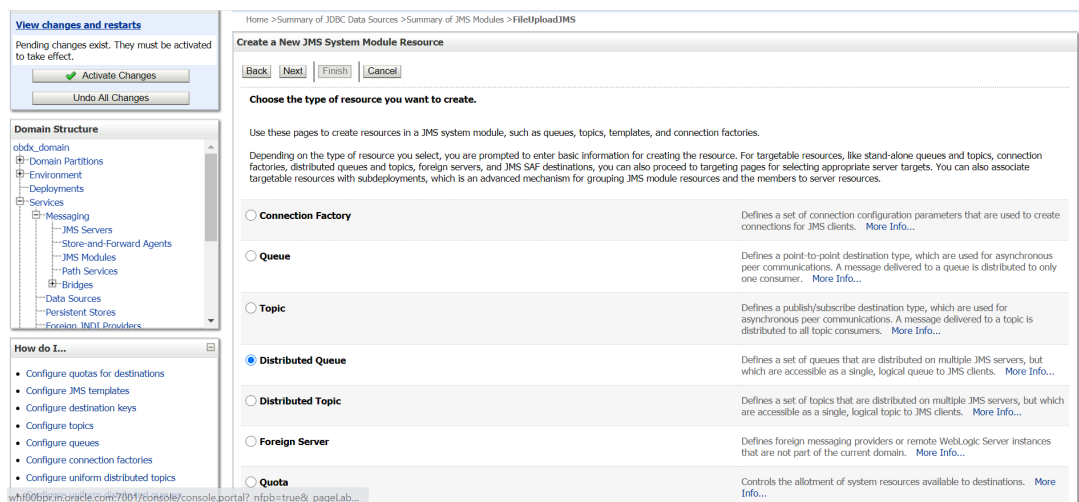 View changes and restarts
Pending changes exist. They must be activated
to take effect.
Activate Changes
Undo All Changes
Domain Structure
obdx_domain
Domain Partitions
Environment
Deployments
Services
Messaging
JMS Servers
Store-and-Forward Agents
JMS Modules
Path Services
Bridges
Data Sources
Persistent Stores
Foreign JNDI Providers
How do I...
Configure quotas for destinations
Configure JMS templates
Configure destination keys
Configure topics
Configure queues
Configure connection factories
Configure uniform distributed topics
Home >Summary of JDBC Data Sources >Summary of JMS Modules >FileUploadJMS
Create a New JMS System Module Resource
Back Next Finish Cancel
Choose the type of resource you want to create.
Use these pages to create resources in a JMS system module, such as queues, topics, templates, and connection factories.
Depending on the type of resource you select, you are prompted to enter basic information for creating the resource. For targetable resources, like stand-alone queues and topics, connection
factories, distributed queues and topics, foreign servers, and JMS SAF destinations, you can also proceed to targeting pages for selecting appropriate server targets. You can also associate
targetable resources with subdeployments, which is an advanced mechanism for grouping JMS module resources and the members to server resources.
Connection Factory
Defines a set of connection configuration parameters that are used to create
connections for JMS clients. More Info...
Queue
Defines a point-to-point destination type, which are used for asynchronous
peer communications. A message delivered to a queue is distributed to only
one consumer. More Info...
Topic
Defines a publish/subscribe destination type, which are used for
asynchronous peer communications. A message delivered to a topic is
distributed to all topic consumers. More Info...
Distributed Queue
Defines a set of queues that are distributed on multiple JMS servers, but
which are accessible as a single, logical queue to JMS clients. More Info...
Distributed Topic
Defines a set of topics that are distributed on multiple JMS servers, but which
are accessible as a single, logical topic to JMS clients. More Info...
Foreign Server
Defines foreign messaging providers or remote WebLogic Server instances
that are not part of the current domain. More Info...
Quota
Controls the allotment of system resources available to destinations. More
Info...